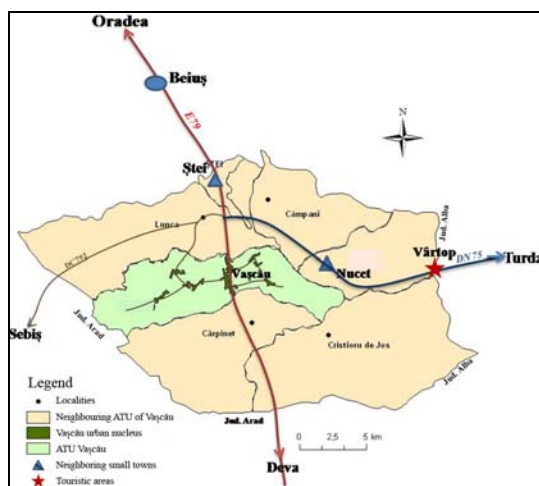 Oradea
Beiuș
E79
N
Ștei
Câmpani
Lunca
Jud. Alba
Vârtop
DN 75
Turda
Nucet
Vașcău
Sebiș
Jud. Arad
Cărpinet
Cristioru de Jos
Jud. Alba
Legend
Localities
Neighbouring ATU of Vașcău
Vașcău urban nucleus
ATU Vașcău
Neighboring small towns
Touristic areas
Jud. Arad
Deva
0 2,5 5 km